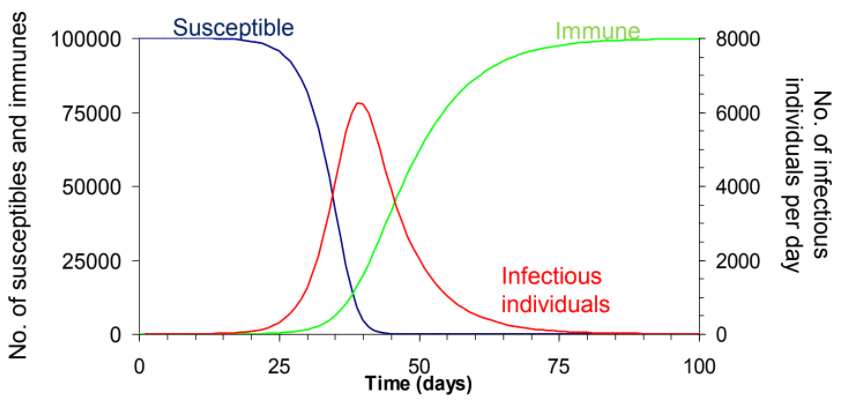 Susceptible
Immune
No. of susceptibles and immunes
100000
75000
50000
25000
0
8000
6000
4000
2000
0
No. of infectious
individuals per day
Infectious
individuals
0
25
50
75
100
Time (days)